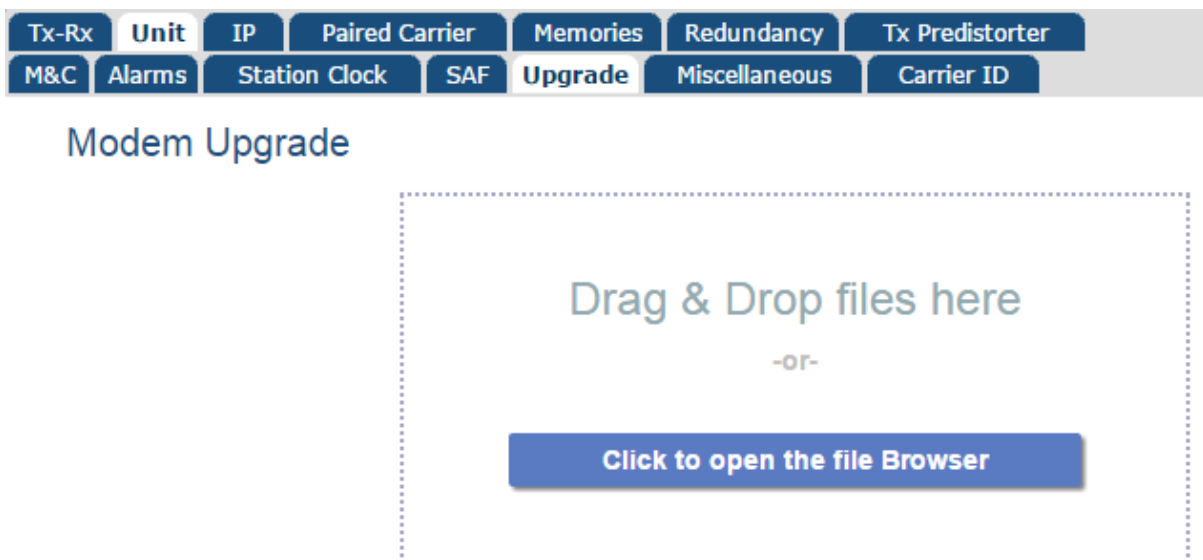 Tx-Rx Unit IP Paired Carrier Memories Redundancy Tx Predistorter
M&C Alarms Station Clock SAF Upgrade Miscellaneous Carrier ID
Modem Upgrade
Drag & Drop files here
-or-
Click to open the file Browser